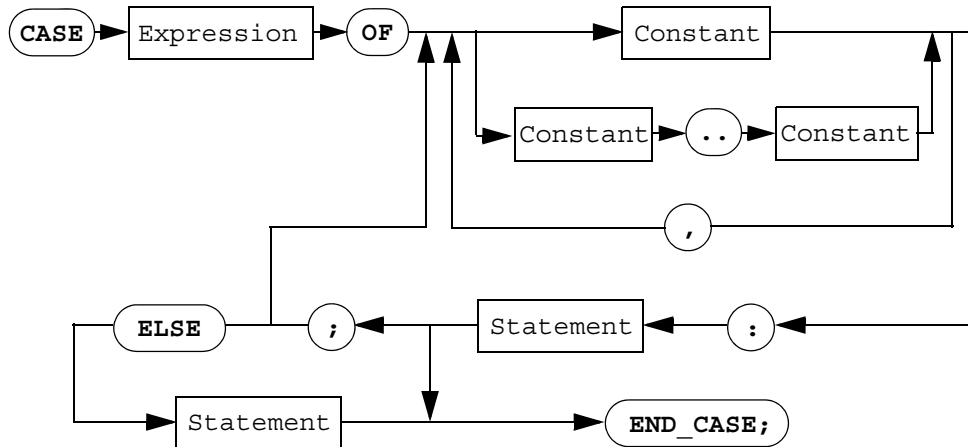 CASE Expression OF Constant
Constant .. Constant
,
ELSE ; Statement :
Statement END_CASE;